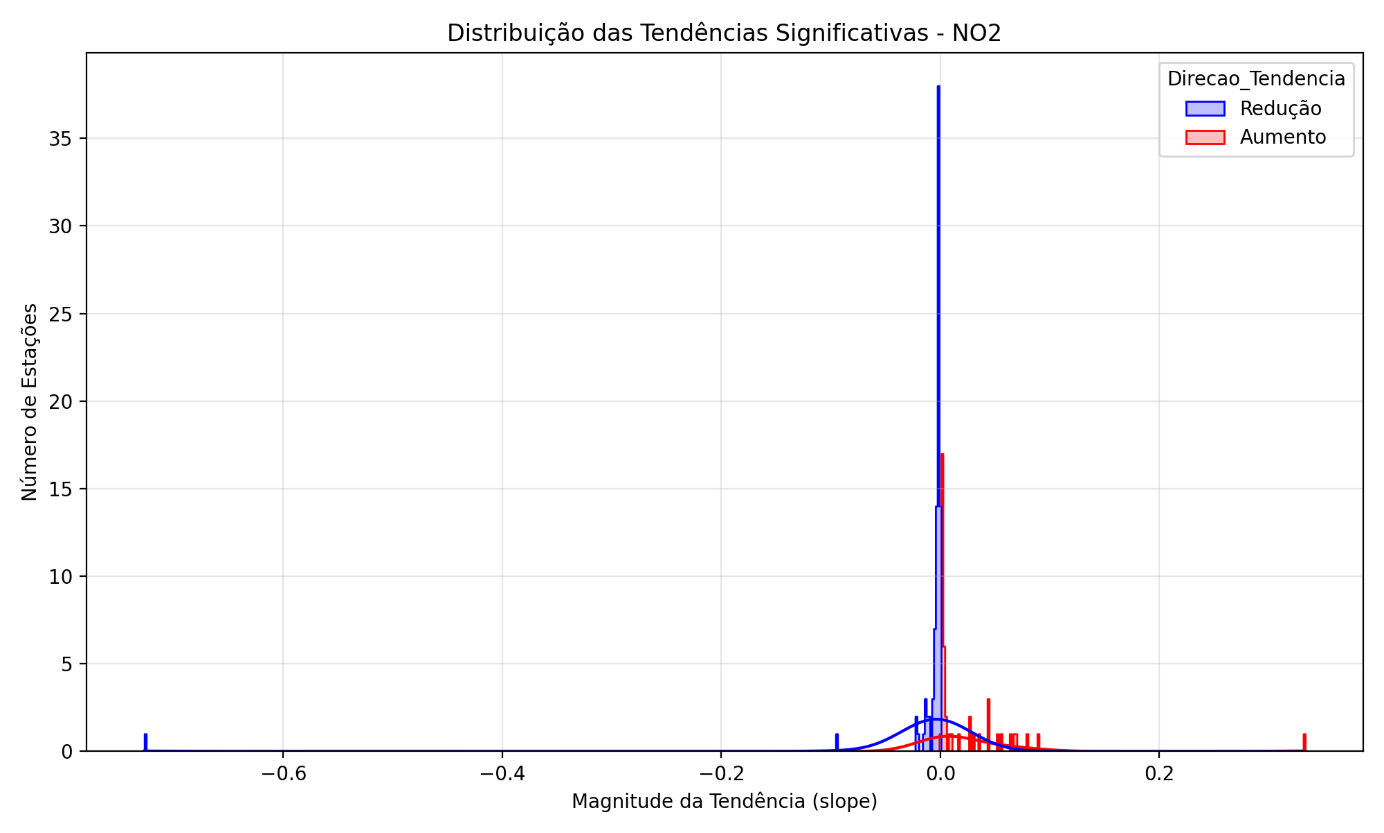 Distribuição das Tendências Significativas - NO2
Direcao_Tendencia
Redução
Aumento
Número de Estações
35
30
25
20
15
10
5
0
−0.6
−0.4
−0.2
0.0
0.2
Magnitude da Tendência (slope)